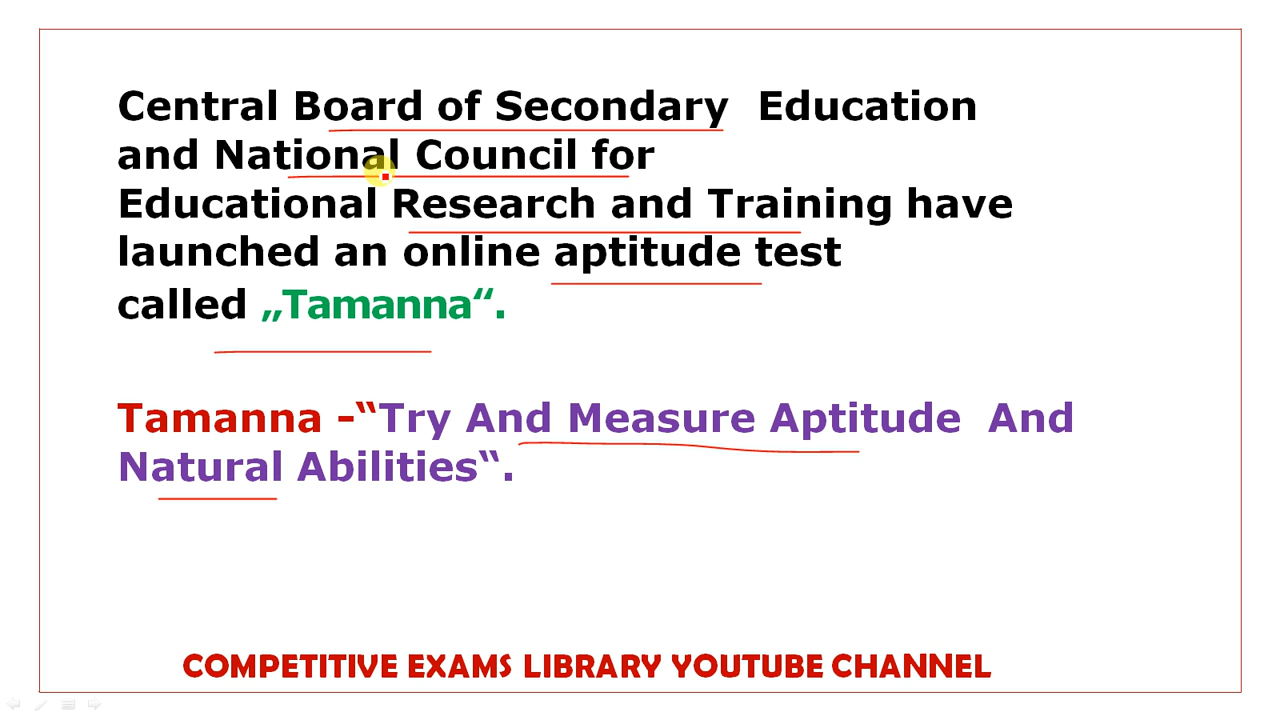 Central Board of Secondary Education
and National Council for
Educational Research and Training have
launched an online aptitude test
called „Tamanna“.
Tamanna -“Try And Measure Aptitude And
Natural Abilities“.
COMPETITIVE EXAMS LIBRARY YOUTUBE CHANNEL